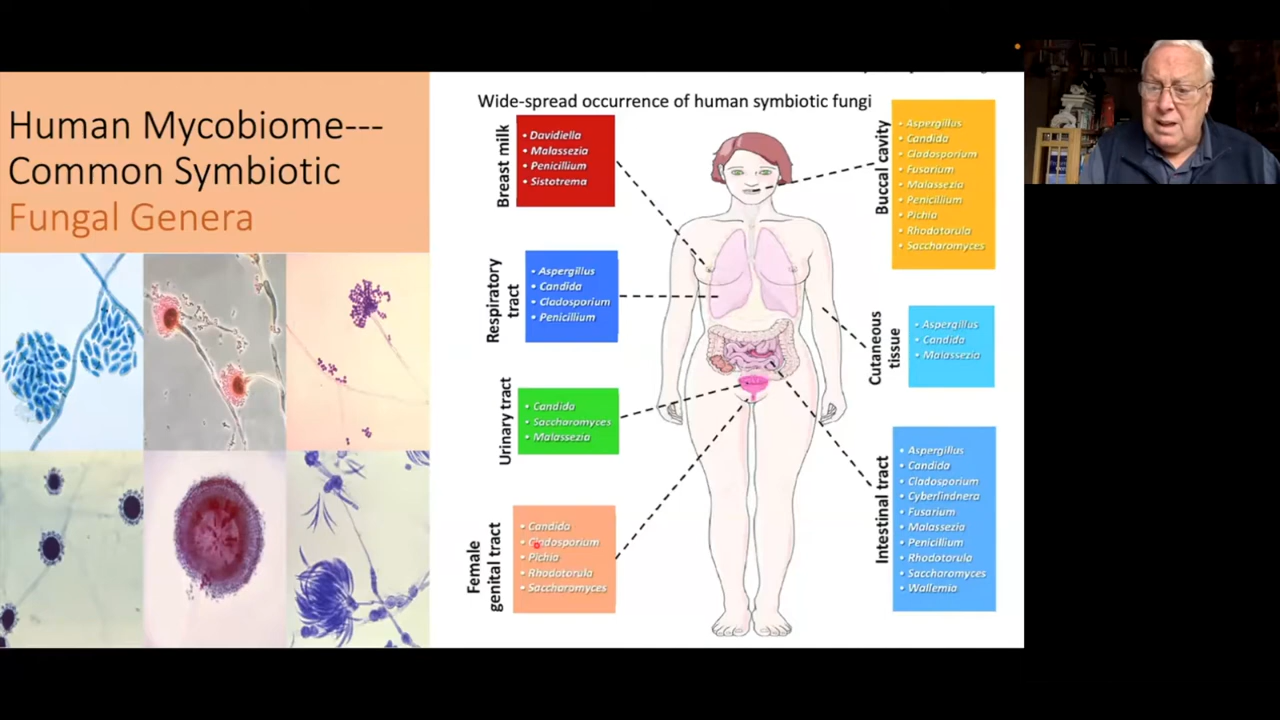 Human Mycobiome---
Common Symbiotic
Fungal Genera
Wide-spread occurrence of human symbiotic fungi
Breast milk
• Davidiella
• Malassezia
• Penicillium
• Sistotrema
Respiratory
tract
• Aspergillus
• Candida
• Cladosporium
• Penicillium
Urinary tract
• Candida
• Saccharomyces
• Malassezia
Female
genital tract
• Candida
• Cladosporium
• Pichia
• Rhodotorula
• Saccharomyces
Buccal cavity
• Aspergillus
• Candida
• Cladosporium
• Fusarium
• Malassezia
• Penicillium
• Pichia
• Rhodotorula
• Saccharomyces
Cutaneous
tissue
• Aspergillus
• Candida
• Malassezia
Intestinal tract
• Aspergillus
• Candida
• Cladosporium
• Cyberlindnera
• Fusarium
• Malassezia
• Penicillium
• Rhodotorula
• Saccharomyces
• Wallemia